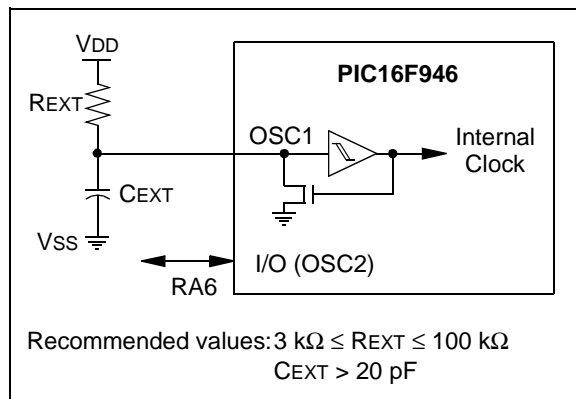 VDD
PIC16F946
REXT
OSC1
Internal
Clock
CEXT
VSS
I/O (OSC2)
RA6
Recommended values: 3 kΩ ≤ REXT ≤ 100 kΩ
CEXT > 20 pF